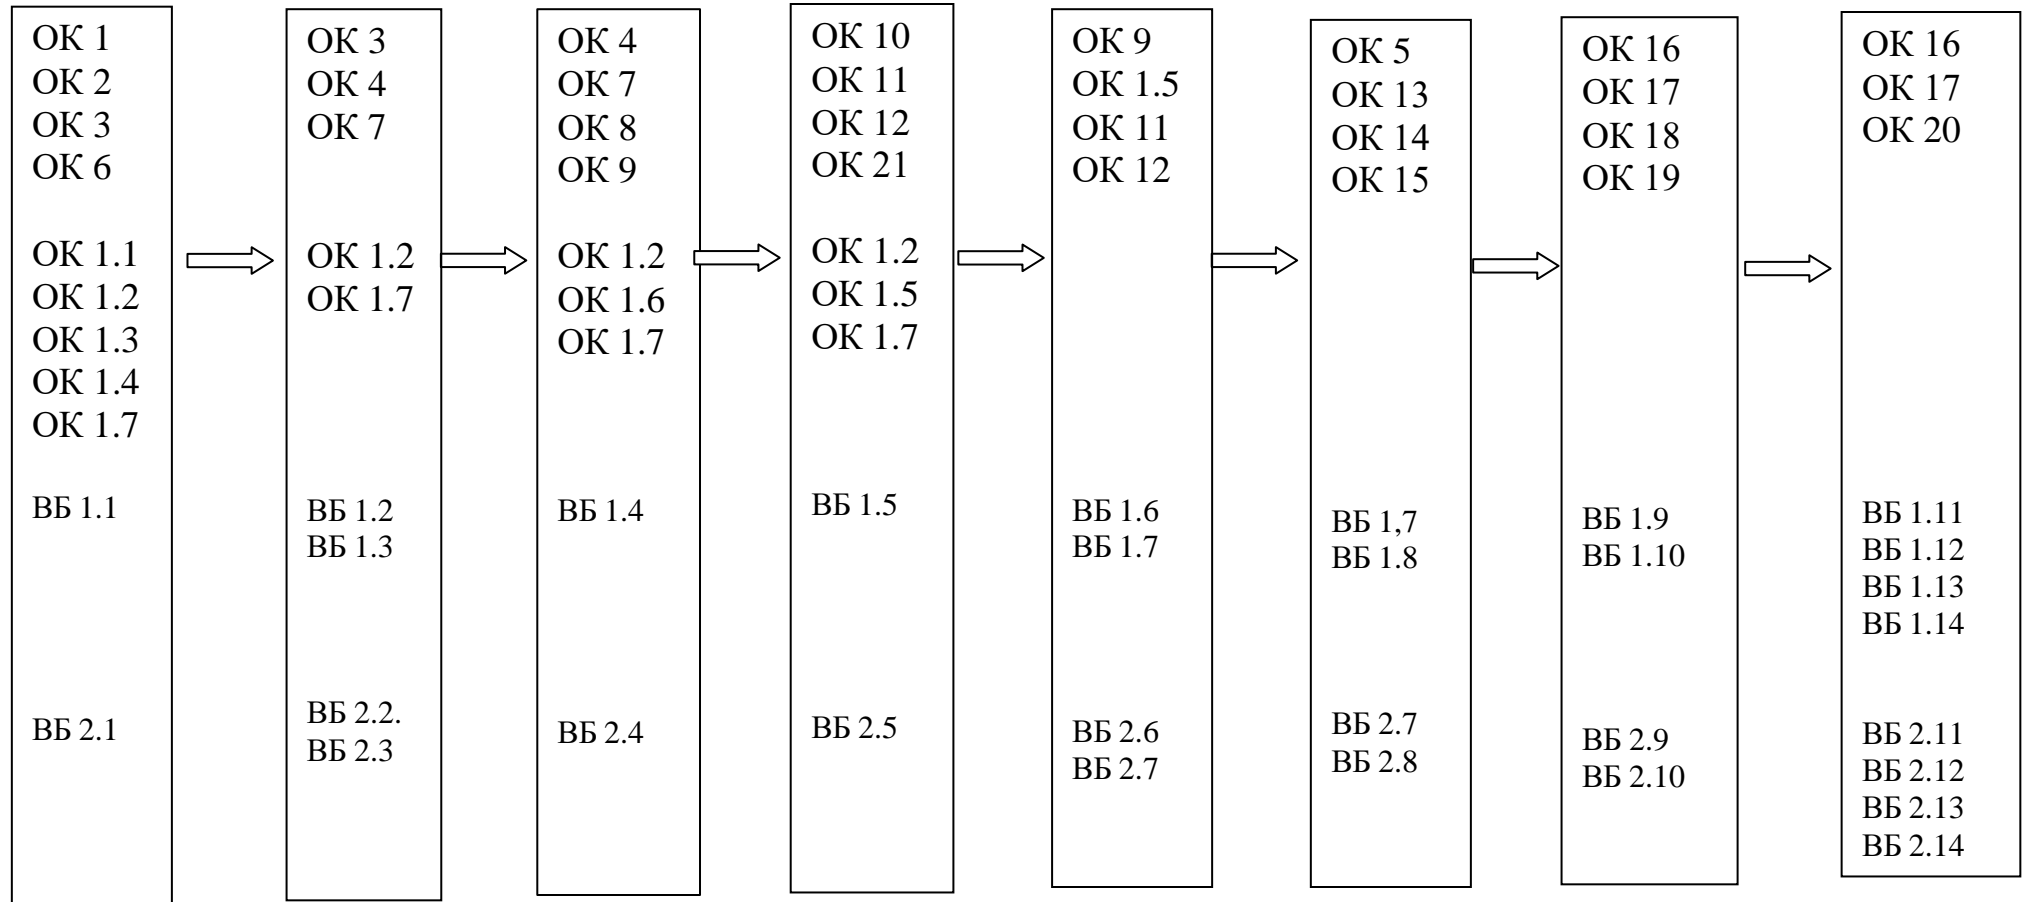 ОК 1
ОК 2
ОК 3
ОК 6
ОК 1.1
ОК 1.2
ОК 1.3
ОК 1.4
ОК 1.7
ВБ 1.1
ВБ 2.1
ОК 3
ОК 4
ОК 7
ОК 1.2
ОК 1.7
ВБ 1.2
ВБ 1.3
ВБ 2.2.
ВБ 2.3
ОК 4
ОК 7
ОК 8
ОК 9
ОК 1.2
ОК 1.6
ОК 1.7
ВБ 1.4
ВБ 2.4
ОК 10
ОК 11
ОК 12
ОК 21
ОК 1.2
ОК 1.5
ОК 1.7
ВБ 1.5
ВБ 2.5
ОК 9
ОК 1.5
ОК 11
ОК 12
ВБ 1.6
ВБ 1.7
ВБ 2.6
ВБ 2.7
ОК 5
ОК 13
ОК 14
ОК 15
ВБ 1,7
ВБ 1.8
ВБ 2.7
ВБ 2.8
ОК 16
ОК 17
ОК 18
ОК 19
ВБ 1.9
ВБ 1.10
ВБ 2.9
ВБ 2.10
ОК 16
ОК 17
ОК 20
ВБ 1.11
ВБ 1.12
ВБ 1.13
ВБ 1.14
ВБ 2.11
ВБ 2.12
ВБ 2.13
ВБ 2.14